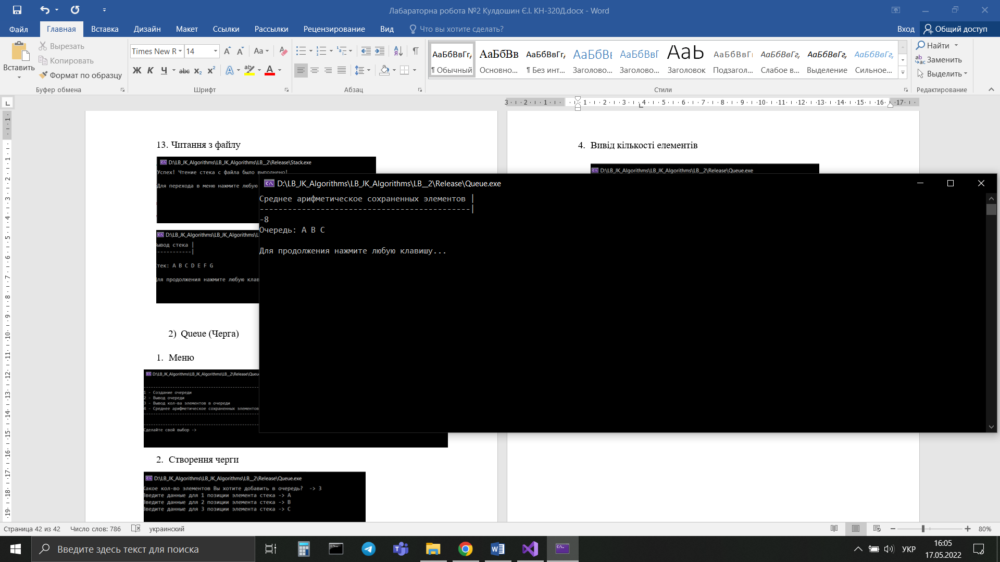 Лабараторна робота №2 Кулдошин Є.І. КН-320Д.docx - Word
Файл Главная Вставка Дизайн Макет Ссылки Рассылки Рецензирование Вид Что вы хотите сделать? Вход Общий доступ
Вставить
Вырезать
Копировать
Формат по образцу
Буфер обмена
Times New R 14
Шрифт
Абзац
АаБбВвГг, АаБбВв АаБбВвГг, АаБбВ АаБбВвГ АаЬ АаБбВвГг АаБбВвГг, АаБбВвГг, АаБбВвГг,
¶ Обычный Основно... ¶ Без инт... Заголово... Заголово... Заголовок Подзагол... Слабое в... Выделение Сильное...
Стили
Найти
Заменить
Выделить
Редактирование
13. Читання з файлу
D:\LB_JK_Algorithms\LB_JK_Algorithms\LB__2\Release\Stack.exe
Успех! Чтение стека с файла было выполнено!
Для перехода в меню нажмите любую
D:\LB_JK_Algorithms\LB_JK_Algorithms\L
Вывод стека |
-----------|
тек: A B C D E F G
Для продолжения нажмите любую клав
2) Queue (Черга)
1. Меню
D:\LB_JK_Algorithms\LB_JK_Algorithms\LB__2\Release\Queu
1 - Создание очереди
2 - Вывод очереди
3 - Вывод кол-ва элементов в очереди
4 - Среднее арифметическое сохраненных элементов
Сделайте свой выбор ->
2. Створення черги
D:\LB_JK_Algorithms\LB_JK_Algorithms\LB__2\Release\Queue.exe
Какое кол-во элементов Вы хотите добавить в очередь? -> 3
Введите данные для 1 позиции элемента стека -> A
Введите данные для 2 позиции элемента стека -> B
Введите данные для 3 позиции элемента стека -> C
4. Вивід кількості елементів
D:\LB_JK_Algorithms\LB_JK_Algorithms\LB__2\Release\Queue.exe
D:\LB_JK_Algorithms\LB_JK_Algorithms\LB__2\Release\Queue.exe
Среднее арифметическое сохраненных элементов |
---------------------------------------------|
-8
Очередь: A B C
Для продолжения нажмите любую клавишу...
Страница 42 из 42 Число слов: 786 украинский 80%
Введите здесь текст для поиска
УКР
16:05
17.05.2022